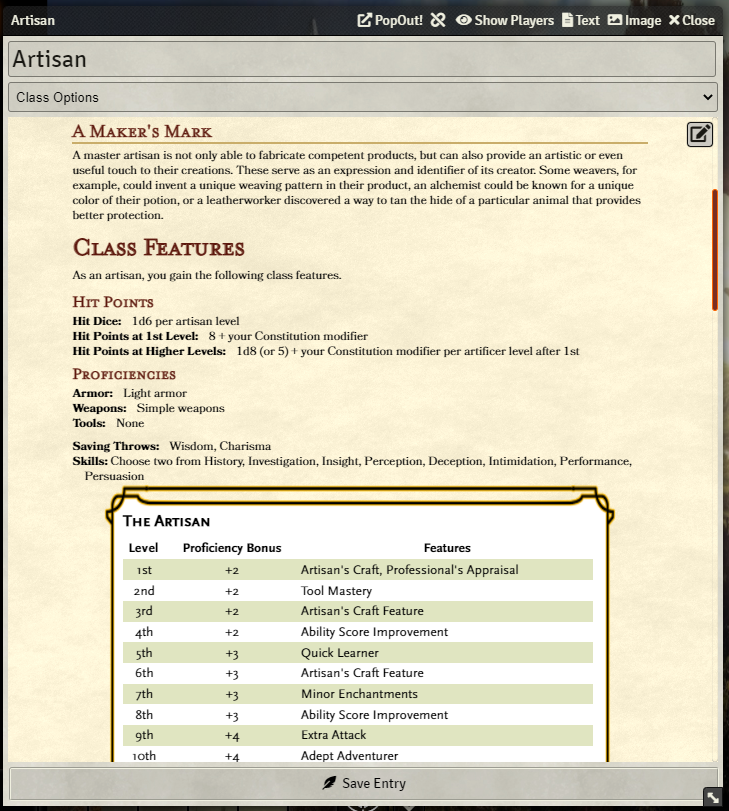 Artisan PopOut! Show Players Text Image Close
Artisan
Class Options
A Maker's Mark
A master artisan is not only able to fabricate competent products, but can also provide an artistic or even
useful touch to their creations. These serve as an expression and identifier of its creator. Some weavers, for
example, could invent a unique weaving pattern in their product, an alchemist could be known for a unique
color of their potion, or a leatherworker discovered a way to tan the hide of a particular animal that provides
better protection.
Class Features
As an artisan, you gain the following class features.
Hit Points
Hit Dice: 1d6 per artisan level
Hit Points at 1st Level: 8 + your Constitution modifier
Hit Points at Higher Levels: 1d8 (or 5) + your Constitution modifier per artificer level after 1st
Proficiencies
Armor: Light armor
Weapons: Simple weapons
Tools: None
Saving Throws: Wisdom, Charisma
Skills: Choose two from History, Investigation, Insight, Perception, Deception, Intimidation, Performance,
Persuasion
The Artisan
Level Proficiency Bonus Features
1st +2 Artisan's Craft, Professional's Appraisal
2nd +2 Tool Mastery
3rd +2 Artisan's Craft Feature
4th +2 Ability Score Improvement
5th +3 Quick Learner
6th +3 Artisan's Craft Feature
7th +3 Minor Enchantments
8th +3 Ability Score Improvement
9th +4 Extra Attack
10th +4 Adept Adventurer
Save Entry